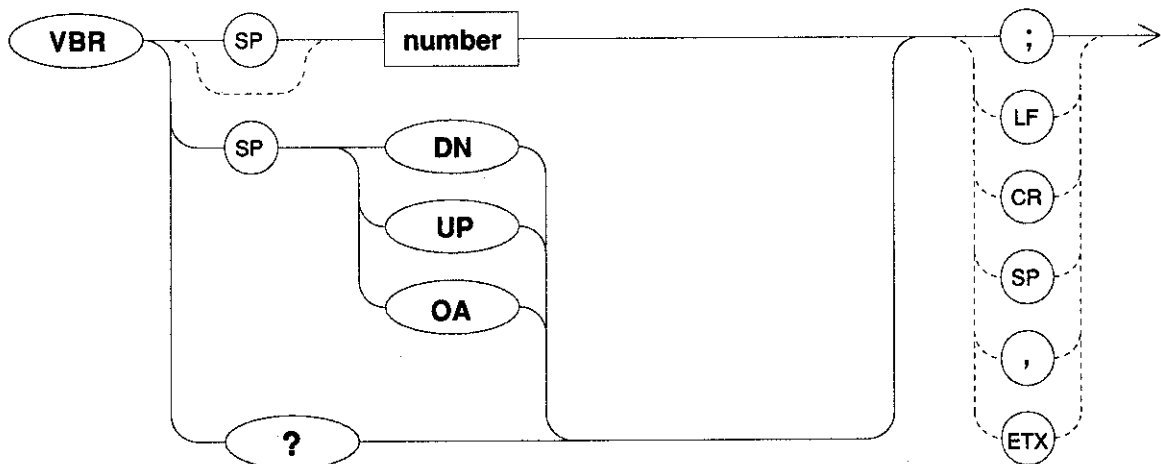 VBR SP number ;
LF
SP DN
CR
UP
SP
OA
,
? ETX